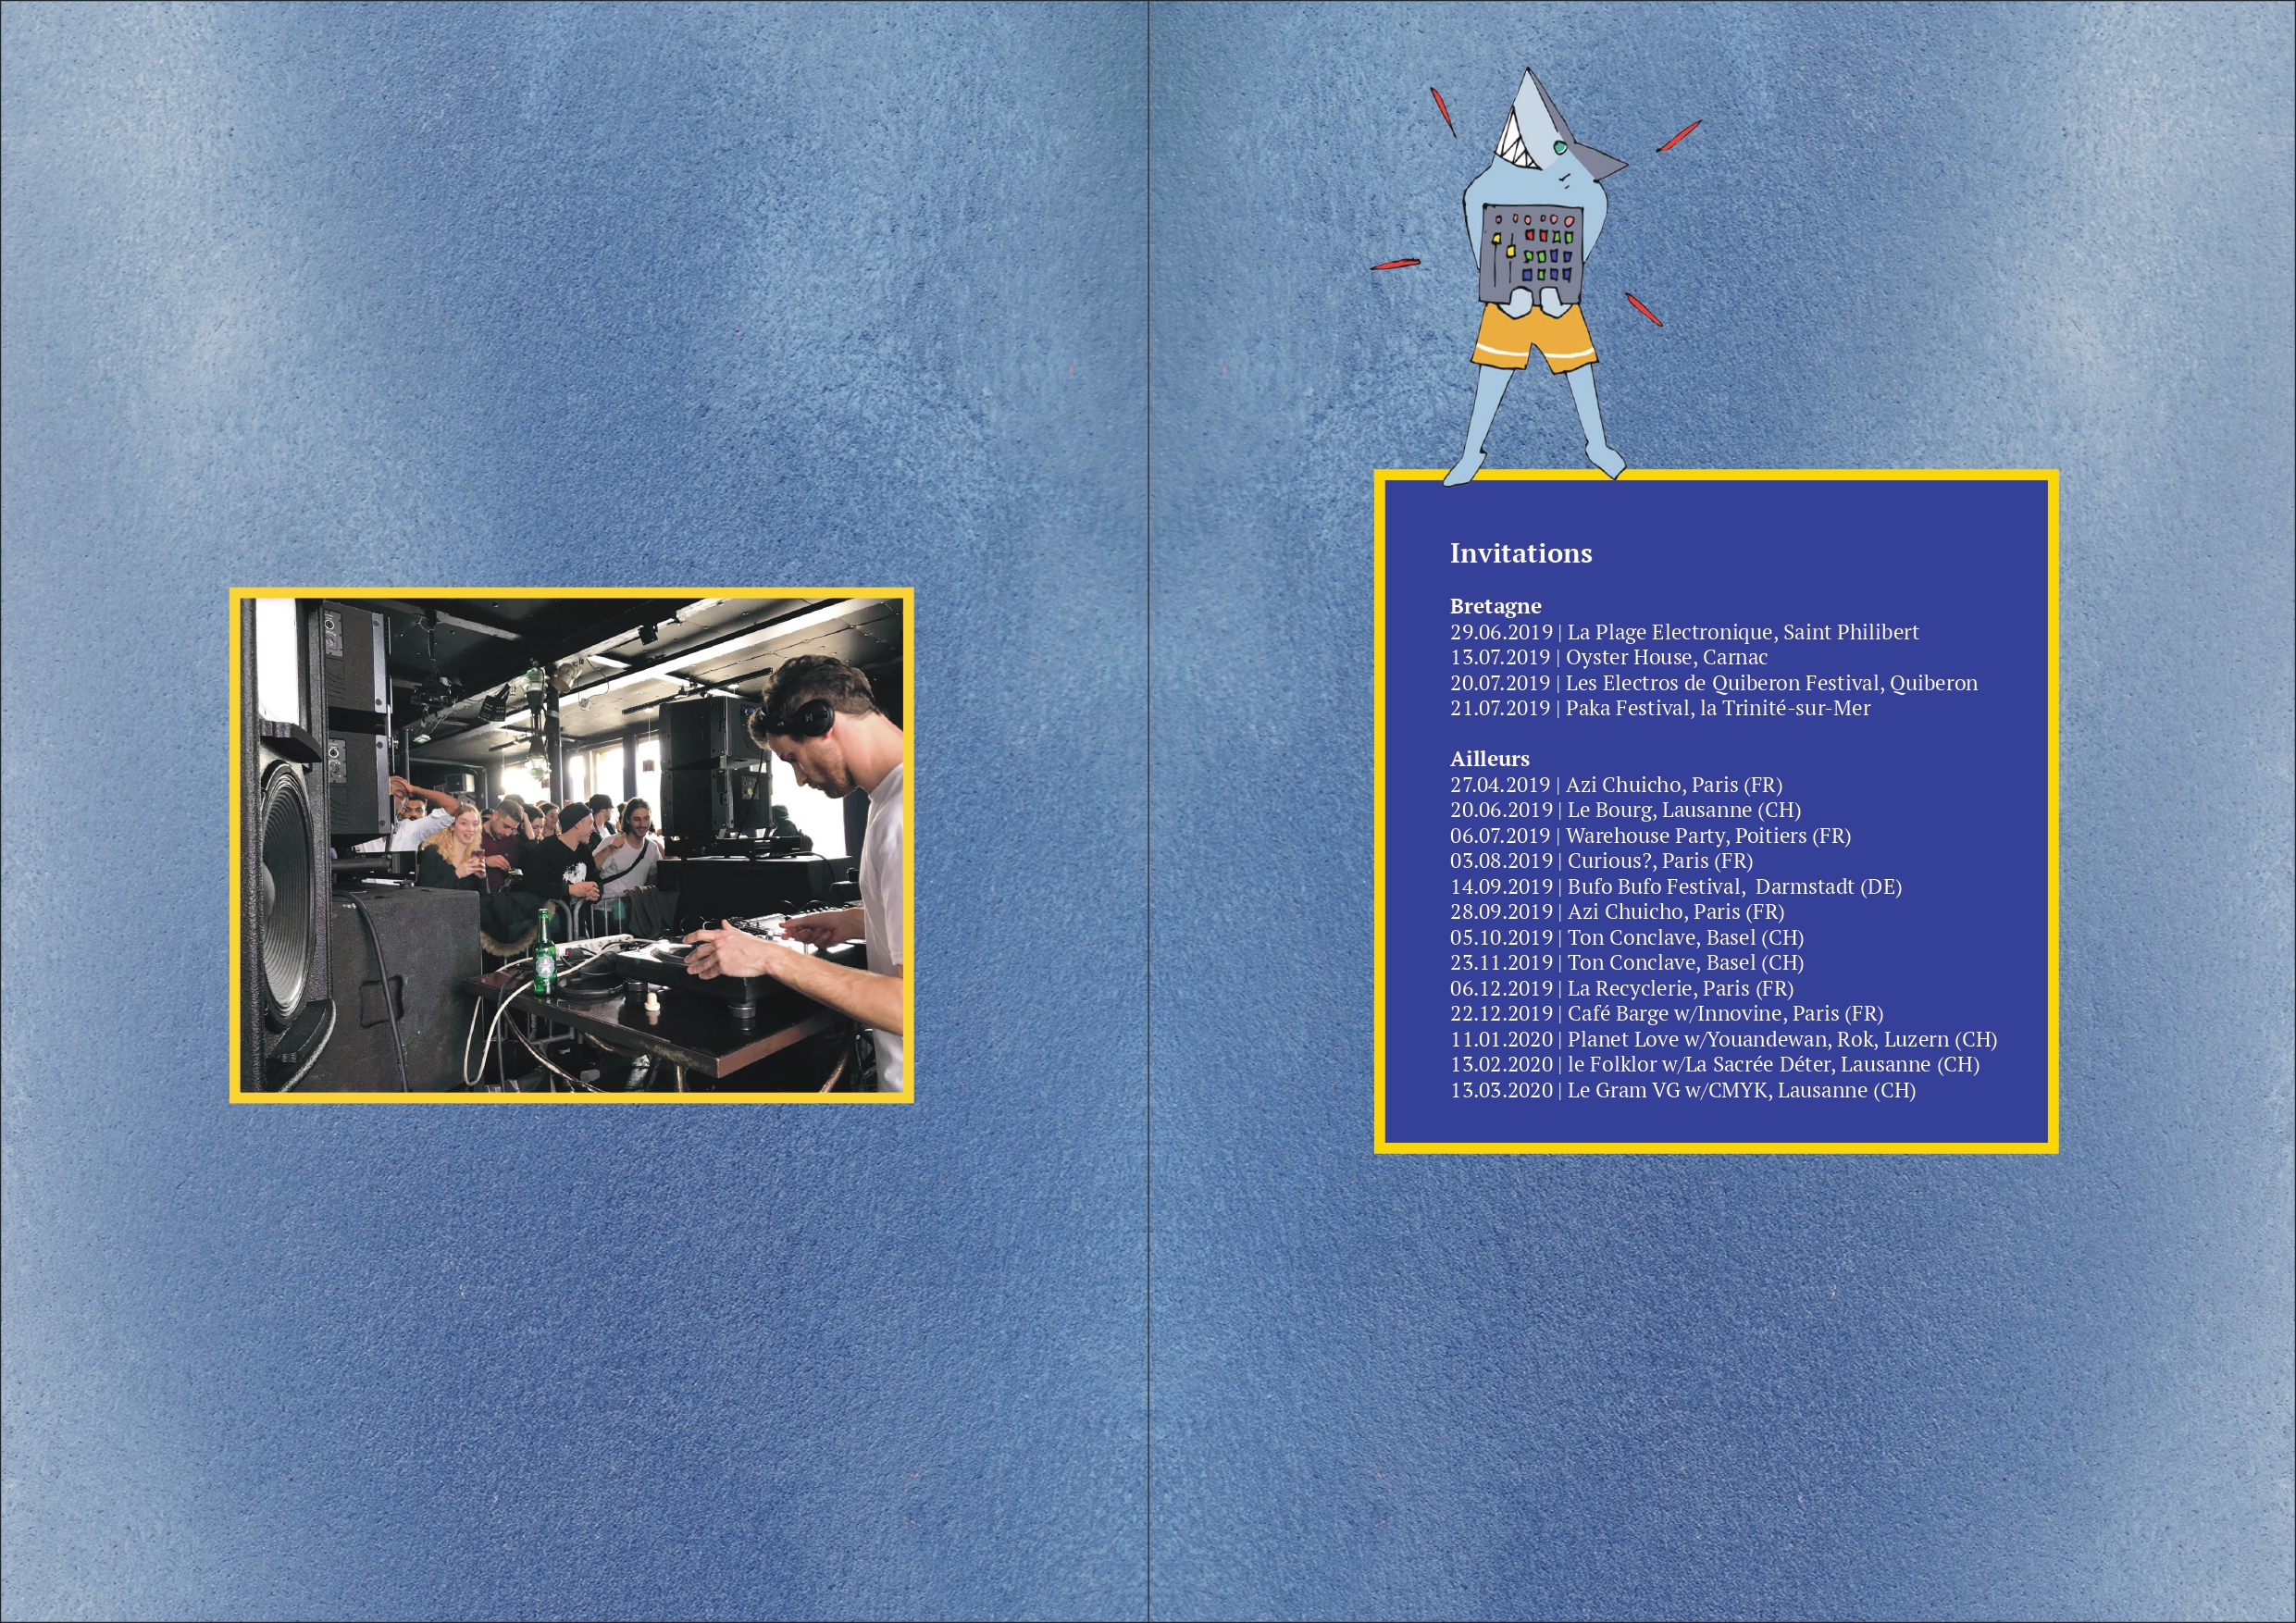 Invitations
Bretagne
29.06.2019 | La Plage Electronique, Saint Philibert
13.07.2019 | Oyster House, Carnac
20.07.2019 | Les Electros de Quiberon Festival, Quiberon
21.07.2019 | Paka Festival, la Trinité-sur-Mer
Ailleurs
27.04.2019 | Azi Chuicho, Paris (FR)
20.06.2019 | Le Bourg, Lausanne (CH)
06.07.2019 | Warehouse Party, Poitiers (FR)
03.08.2019 | Curious?, Paris (FR)
14.09.2019 | Bufo Bufo Festival,  Darmstadt (DE)
28.09.2019 | Azi Chuicho, Paris (FR)
05.10.2019 | Ton Conclave, Basel (CH)
23.11.2019 | Ton Conclave, Basel (CH)
06.12.2019 | La Recyclerie, Paris (FR)
22.12.2019 | Café Barge w/Innovine, Paris (FR)
11.01.2020 | Planet Love w/Youandewan, Rok, Luzern (CH)
13.02.2020 | le Folklor w/La Sacrée Déter, Lausanne (CH)
13.03.2020 | Le Gram VG w/CMYK, Lausanne (CH)